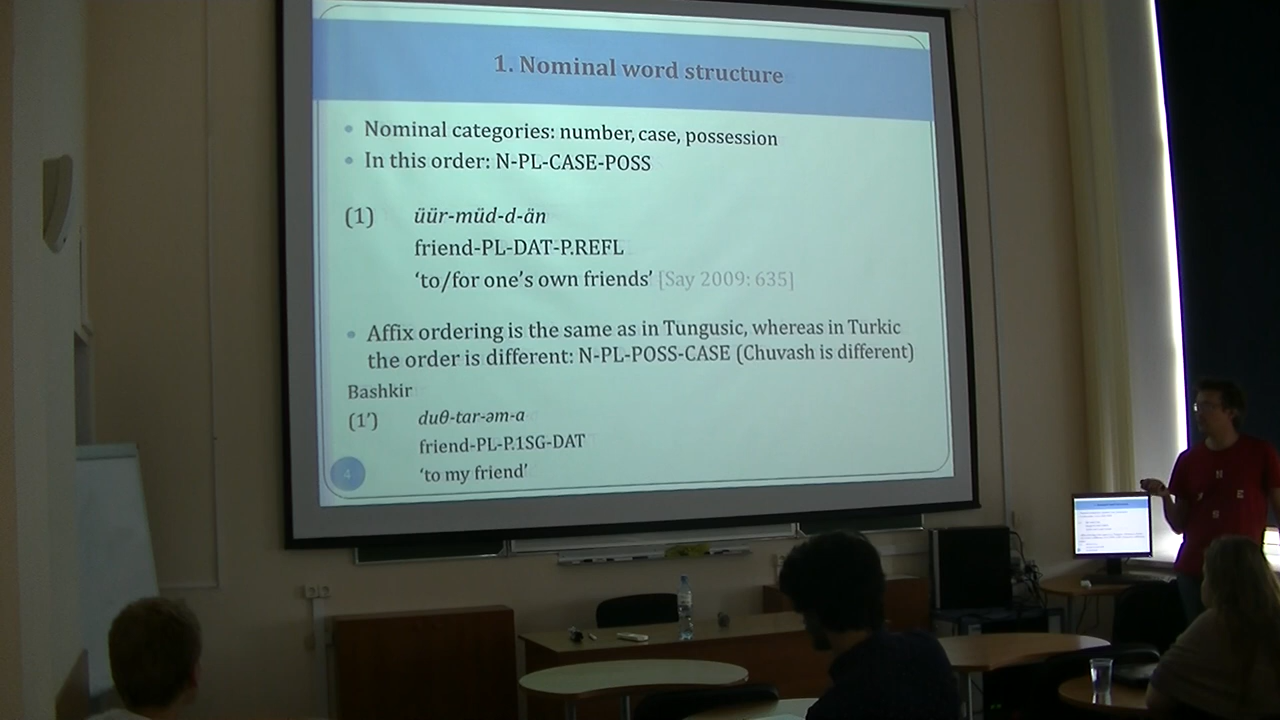 1. Nominal word structure
• Nominal categories: number, case, possession
• In this order: N-PL-CASE-POSS
(1) üür-müd-d-än
friend-PL-DAT-P.REFL
‘to/for one’s own friends’ [Say 2009: 635]
• Affix ordering is the same as in Tungusic, whereas in Turkic
the order is different: N-PL-POSS-CASE (Chuvash is different)
Bashkir
(1’) duθ-tar-əm-a
friend-PL-P.1SG-DAT
‘to my friend’
4
N
E
S